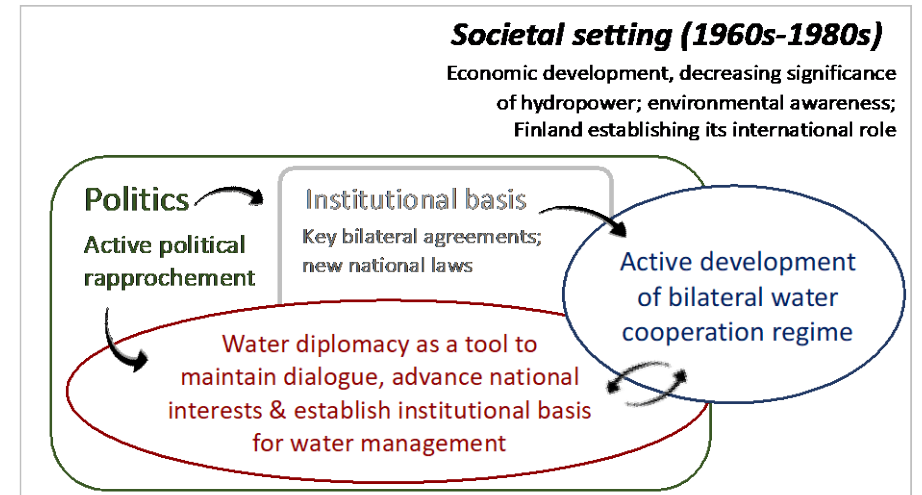 Societal setting (1960s-1980s)
Economic development, decreasing significance
of hydropower; environmental awareness;
Finland establishing its international role
Politics
Active political
rapprochement
Institutional basis
Key bilateral agreements;
new national laws
Active development
of bilateral water
cooperation regime
Water diplomacy as a tool to
maintain dialogue, advance national
interests & establish institutional basis
for water management